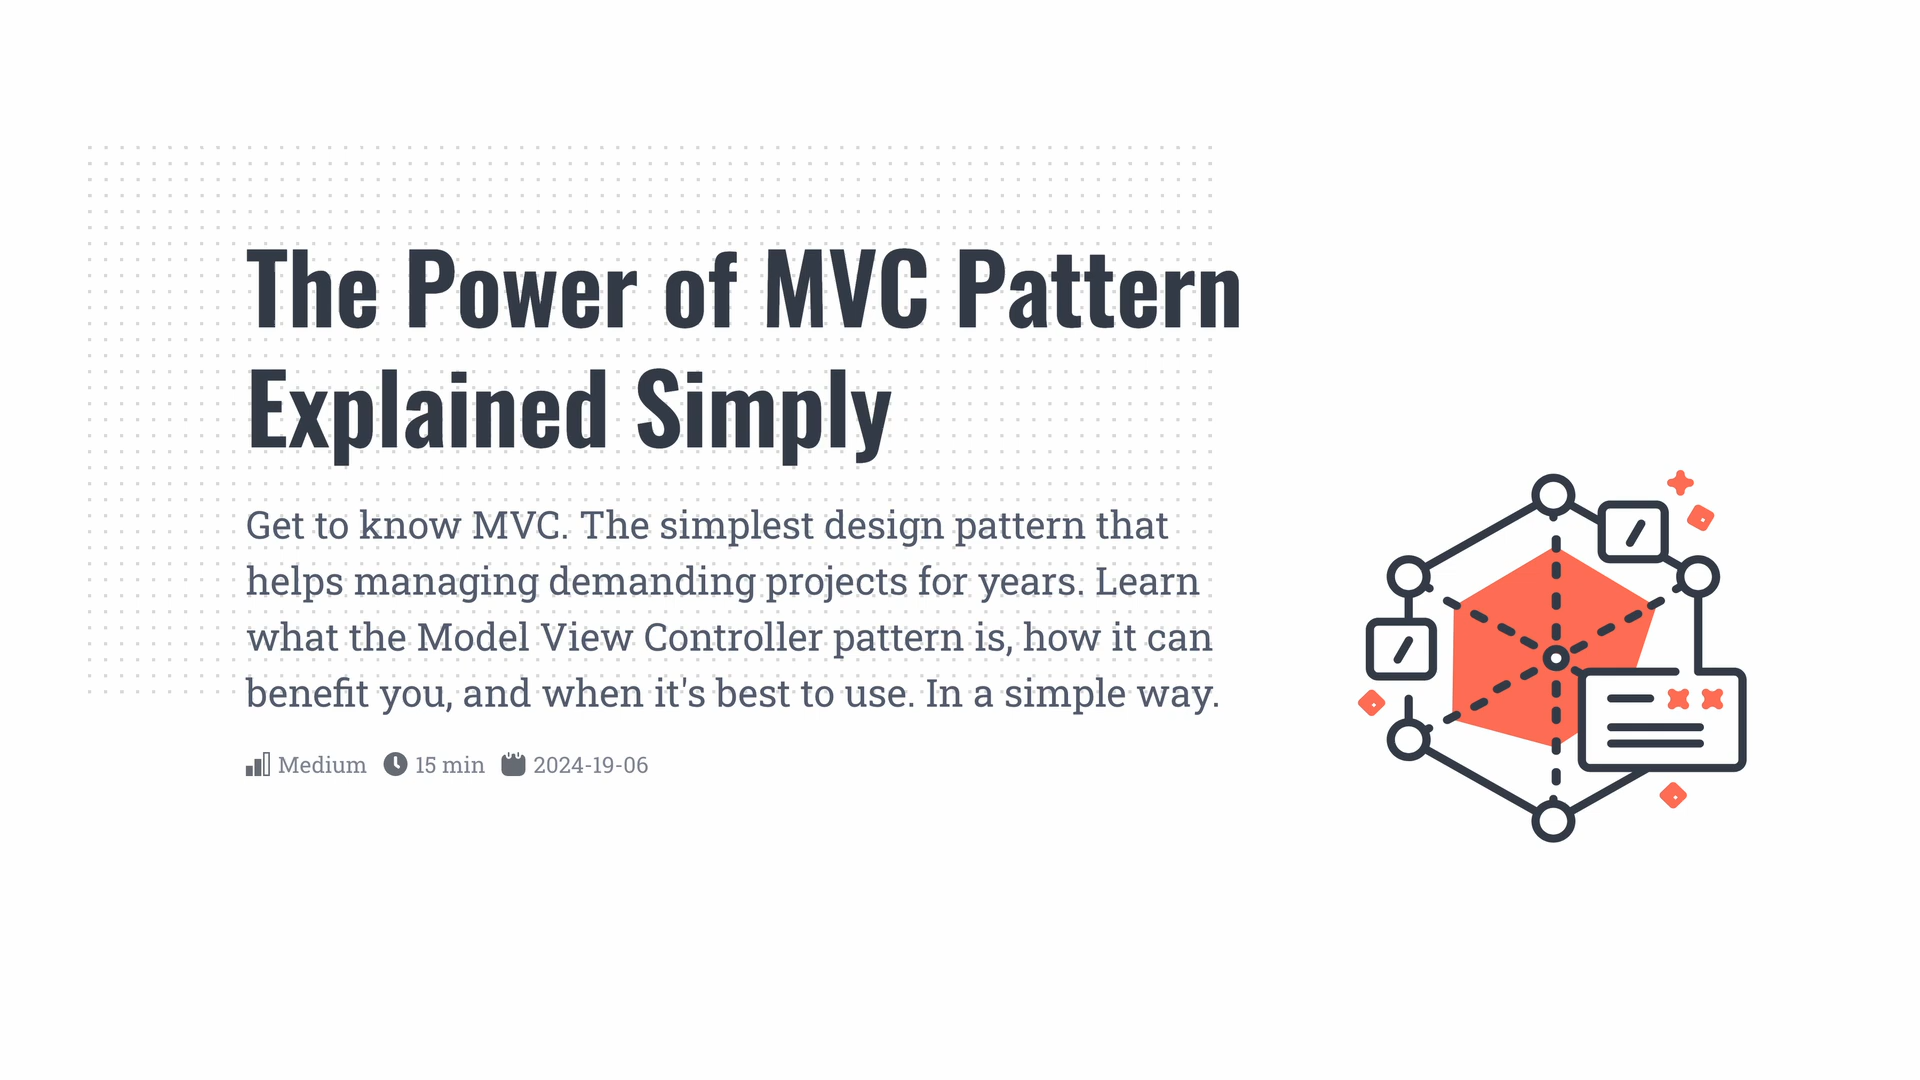 The Power of MVC Pattern
Explained Simply
Get to know MVC. The simplest design pattern that
helps managing demanding projects for years. Learn
what the Model View Controller pattern is, how it can
benefit you, and when it's best to use. In a simple way.
Medium 15 min 2024-19-06